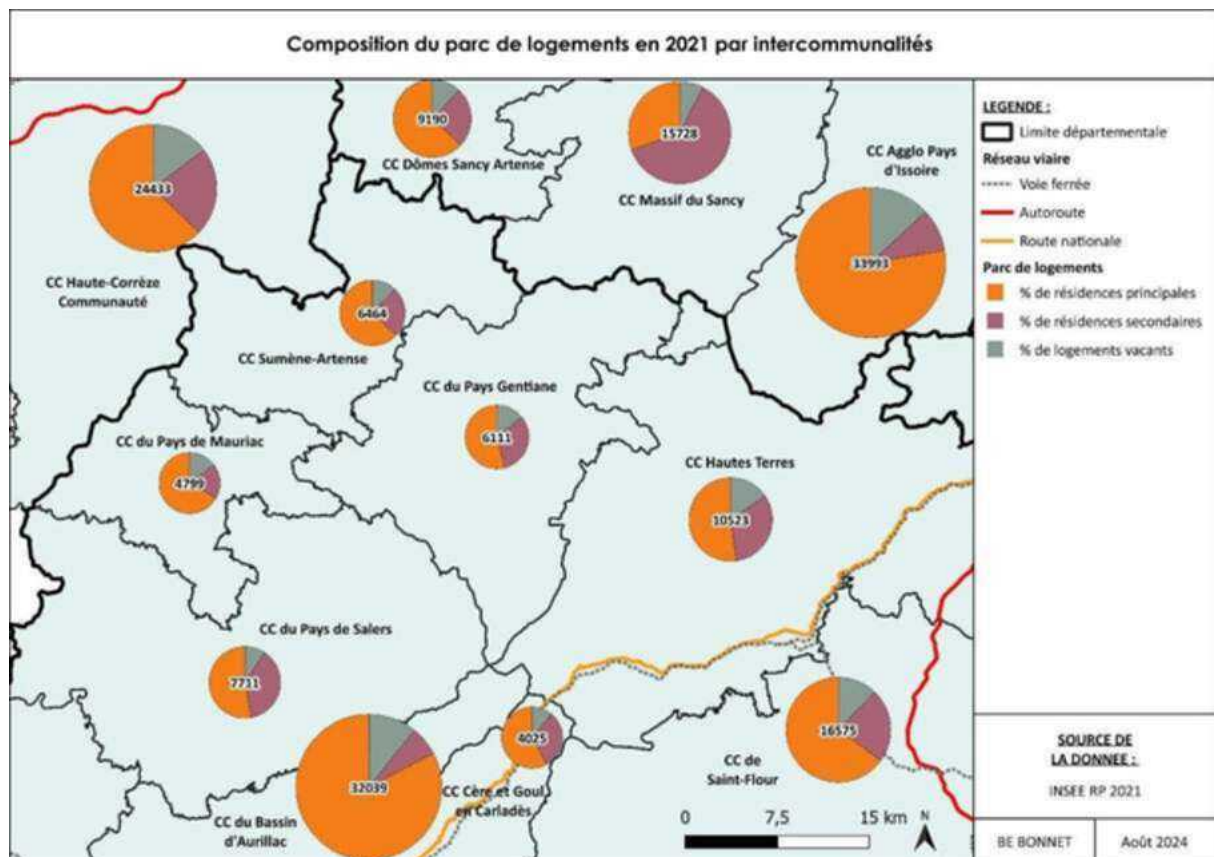 Composition du parc de logements en 2021 par intercommunalités
9190
CC Dômes Sancy Artense
15728
CC Massif du Sancy
CC Agglo Pays
d'Issoire
33993
24433
CC Haute-Corrèze
Communauté
6464
CC Sumène-Artense
CC du Pays Gentiane
6111
CC du Pays de Mauriac
4799
CC Hautes Terres
10523
CC du Pays de Salers
7711
4025
CC Cère et Goul
en Carladès
16575
CC de
Saint-Flour
32039
CC du Bassin
d'Aurillac
0 7,5 15 km
N
LEGENDE :
Limite départementale
Réseau viaire
Voie ferrée
Autoroute
Route nationale
Parc de logements
% de résidences principales
% de résidences secondaires
% de logements vacants
SOURCE DE
LA DONNEE :
INSEE RP 2021
BE BONNET
Août 2024